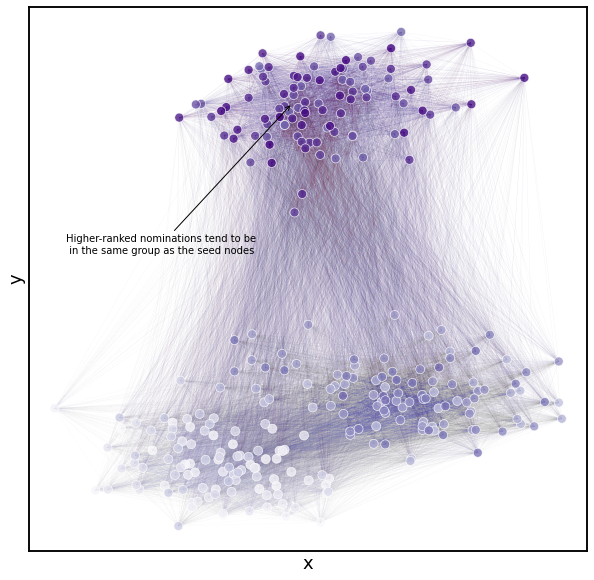 Higher-ranked nominations tend to be
in the same group as the seed nodes
y
x